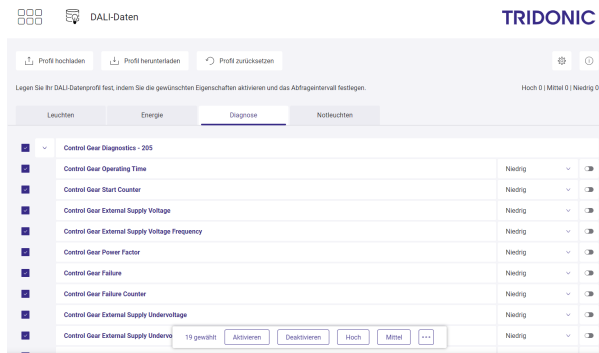 DALI-Daten
TRIDONIC
Profil hochladen
Profil herunterladen
Profil zurücksetzen
Legen Sie Ihr DALI-Datenprofil fest, indem Sie die gewünschten Eigenschaften aktivieren und das Abfrageintervall festlegen.
Hoch 0 | Mittel 0 | Niedrig 0
Leuchten
Energie
Diagnose
Notleuchten
Control Gear Diagnostics - 205
Control Gear Operating Time
Niedrig
Control Gear Start Counter
Niedrig
Control Gear External Supply Voltage
Niedrig
Control Gear External Supply Voltage Frequency
Niedrig
Control Gear Power Factor
Niedrig
Control Gear Failure
Niedrig
Control Gear Failure Counter
Niedrig
Control Gear External Supply Undervoltage
Niedrig
Control Gear External Supply Undervo
Niedrig
19 gewählt
Aktivieren
Deaktivieren
Hoch
Mittel